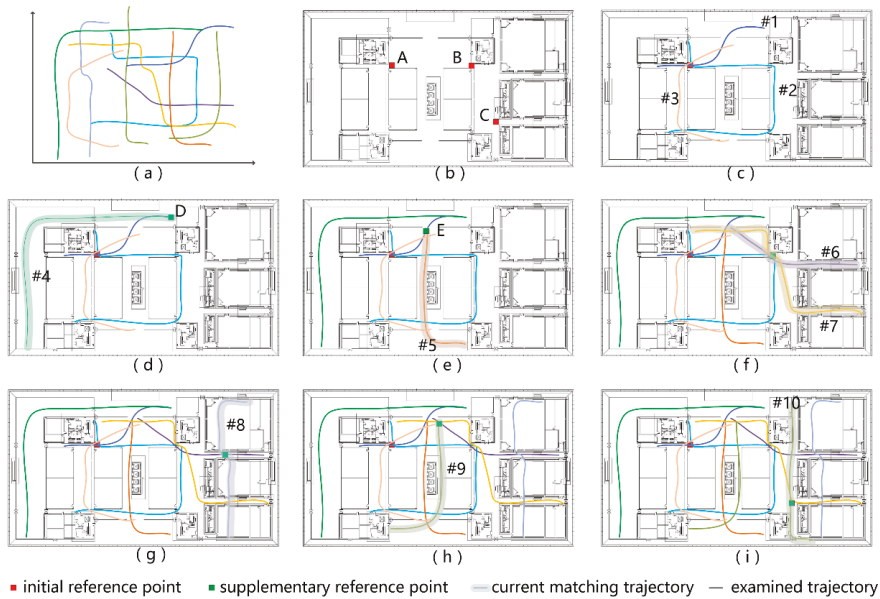 A
B
C
#1
#2
#3
(a)
(b)
(c)
D
#4
E
#5
#6
#7
(d)
(e)
(f)
#8
#9
#10
(g)
(h)
(i)
initial reference point
supplementary reference point
current matching trajectory
examined trajectory